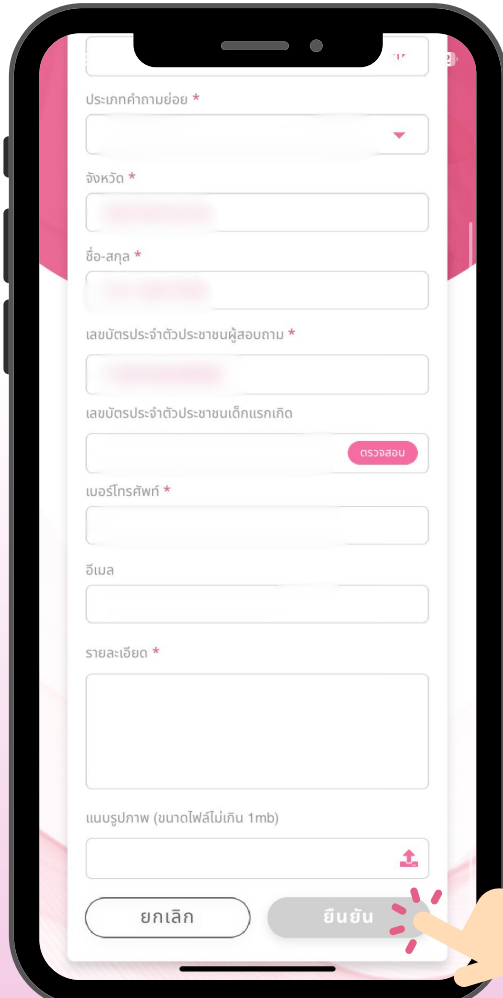 ประเภทคำถามย่อย *
จังหวัด *
ชื่อ-สกุล *
เลขบัตรประจำตัวประชาชนผู้สอบถาม *
เลขบัตรประจำตัวประชาชนเด็กแรกเกิด
ตรวจสอบ
เบอร์โทรศัพท์ *
อีเมล
รายละเอียด *
แนบรูปภาพ (ขนาดไฟล์ไม่เกิน 1mb)
ยกเลิก ยืนยัน